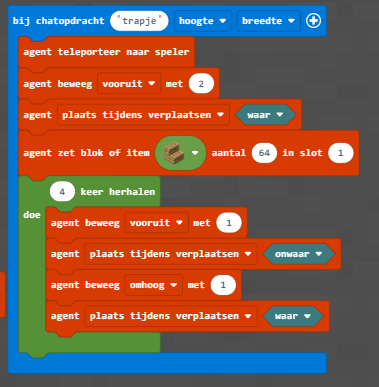 bij chatopdracht "trapje" hoogte breedte
agent teleporteer naar speler
agent beweeg vooruit met 2
agent plaats tijdens verplaatsen waar
agent zet blok of item aantal 64 in slot 1
4 keer herhalen
doe
agent beweeg vooruit met 1
agent plaats tijdens verplaatsen onwaar
agent beweeg omhoog met 1
agent plaats tijdens verplaatsen waar